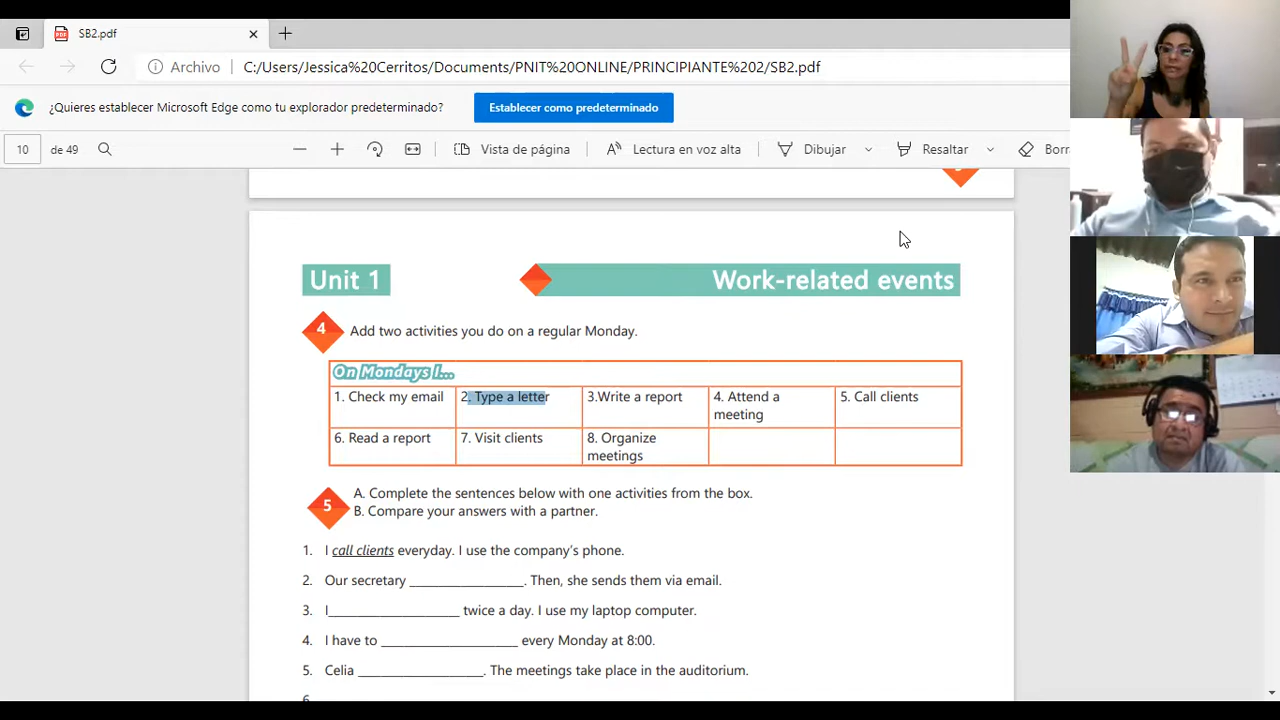 SB2.pdf
Archivo C:/Users/Jessica%20Cerritos/Documents/PNIT%20ONLINE/PRINCIPIANTE%202/SB2.pdf
¿Quieres establecer Microsoft Edge como tu explorador predeterminado? Establecer como predeterminado
10 de 49 Vista de página Lectura en voz alta Dibujar Resaltar Borra
Unit 1 Work-related events
4 Add two activities you do on a regular Monday.
On Mondays I...
1. Check my email 2. Type a letter 3.Write a report 4. Attend a meeting 5. Call clients
6. Read a report 7. Visit clients 8. Organize meetings
5 A. Complete the sentences below with one activities from the box.
B. Compare your answers with a partner.
1. I call clients everyday. I use the company's phone.
2. Our secretary _________________. Then, she sends them via email.
3. I____________________ twice a day. I use my laptop computer.
4. I have to _____________________ every Monday at 8:00.
5. Celia ___________________. The meetings take place in the auditorium.